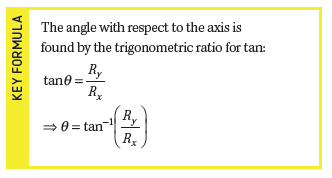 KEY FORMULA
The angle with respect to the axis is
found by the trigonometric ratio for tan:
tanθ = R_y / R_x
⇒ θ = tan⁻¹(R_y / R_x)